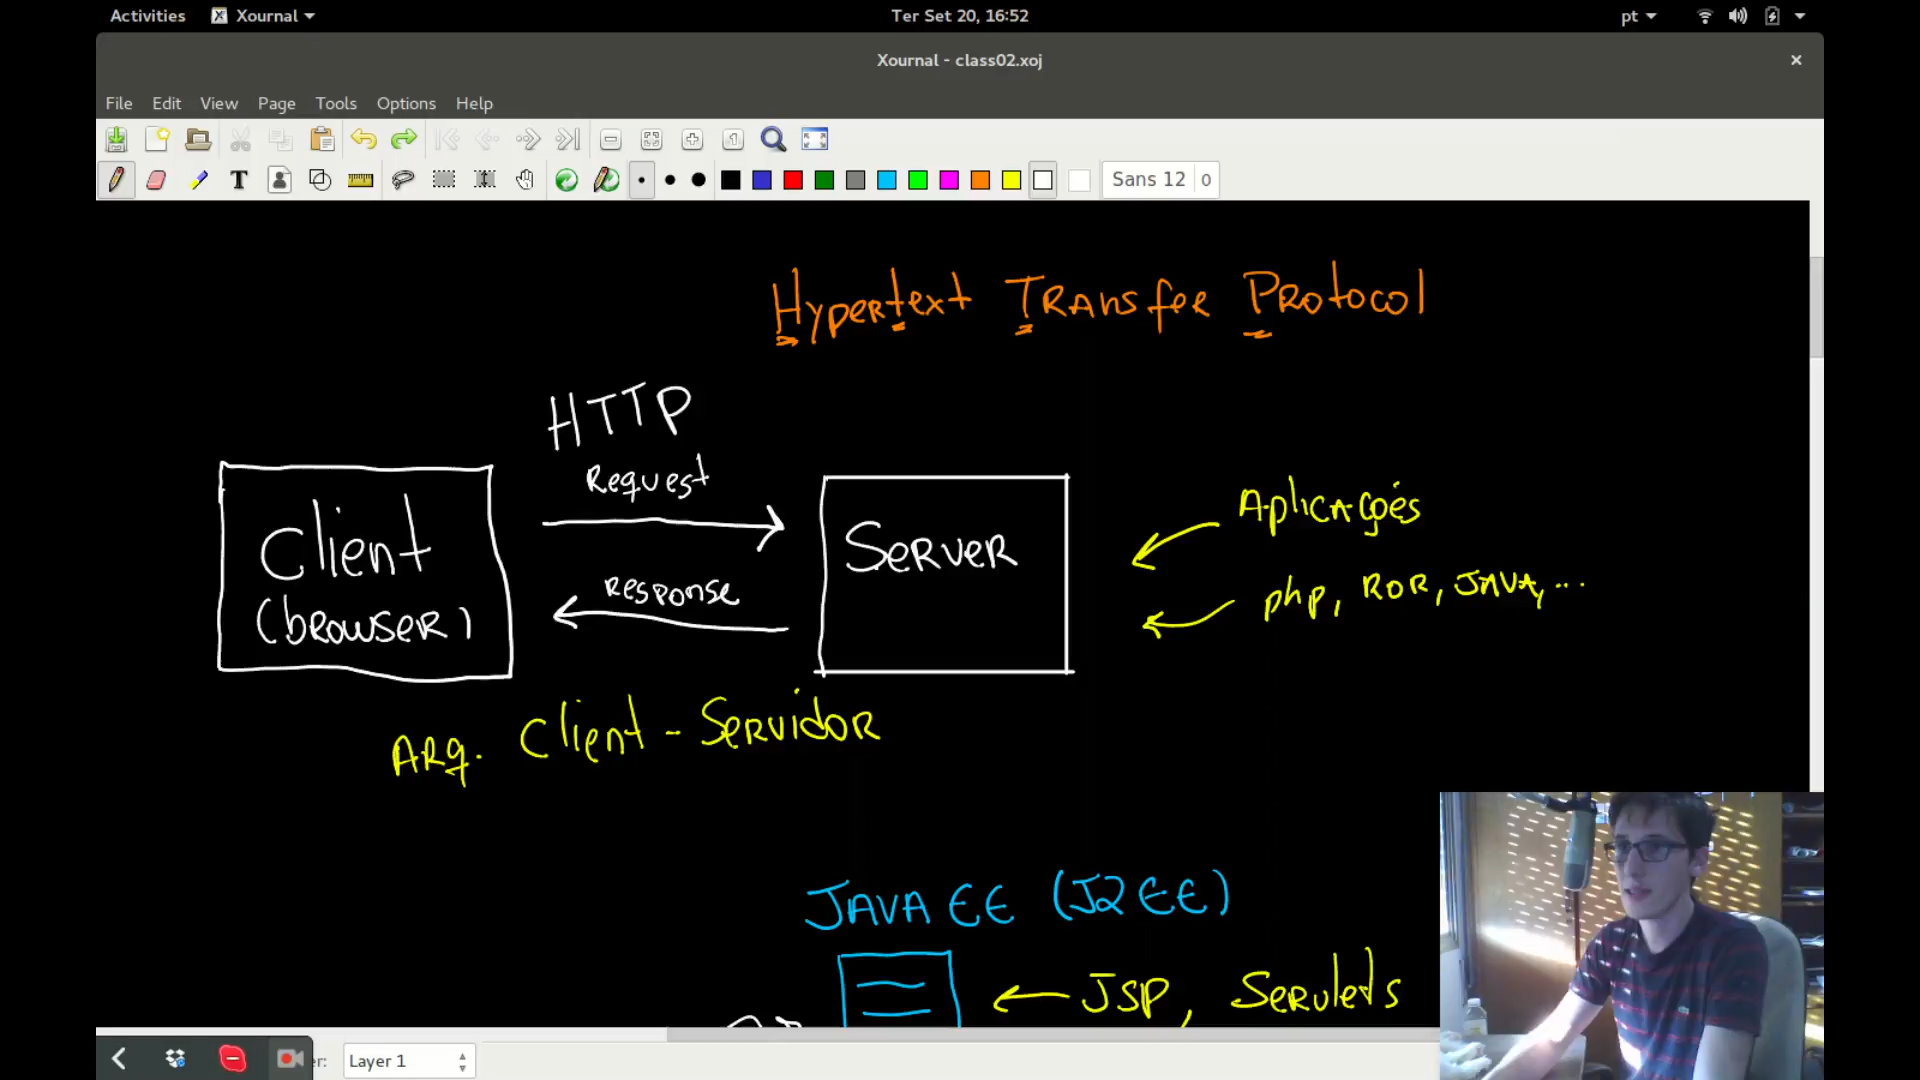 Activities Xournal Ter Set 20, 16:52 pt
Xournal - class02.xoj
File Edit View Page Tools Options Help
T Sans 12 0
Hypertext Transfer Protocol
HTTP
Request
Client
(browser)
Server
Response
Aplicações
php, ROR, JAVA, ...
Arq. Client - Servidor
JAVA EE (J2EE)
JSP, Servlets
er: Layer 1